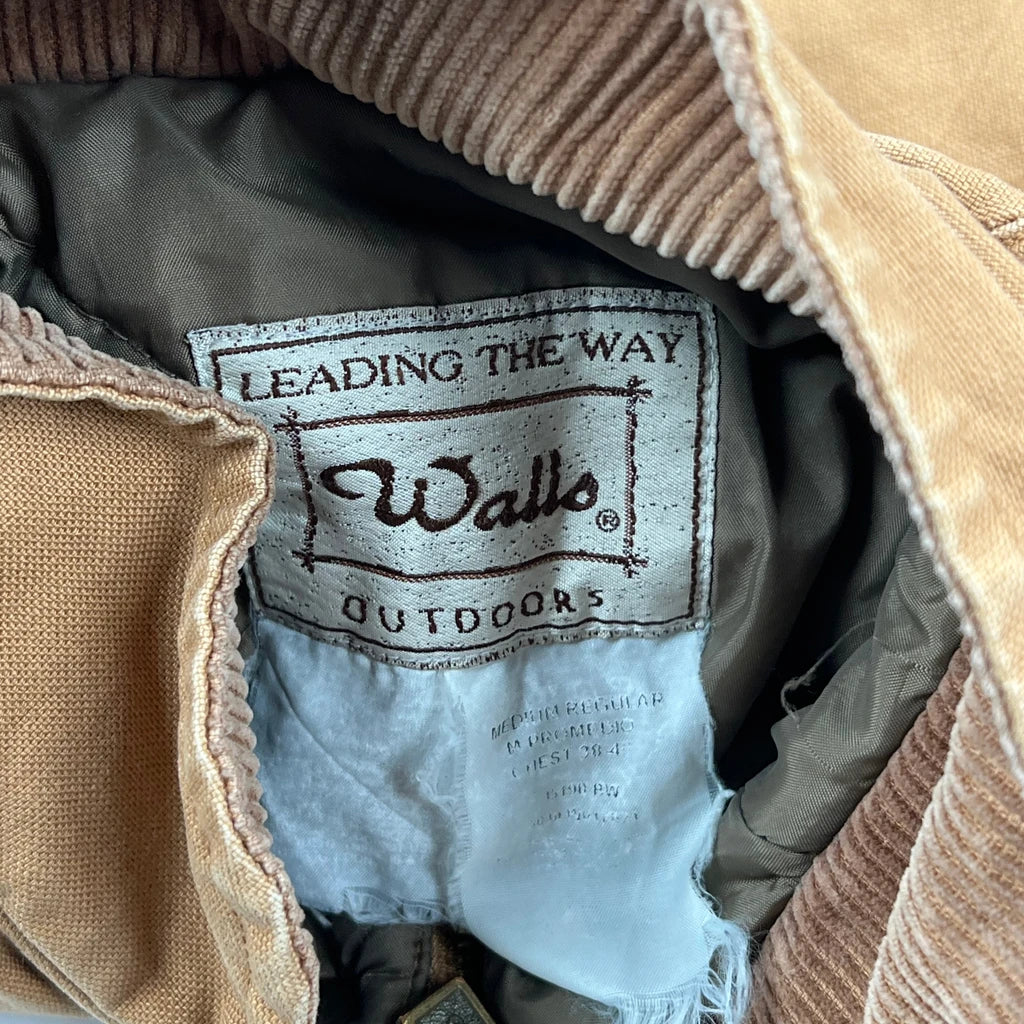 LEADING THE WAY
Walls®
OUTDOORS
MEDIUM REGULAR
M PROMEDIO
CHEST 38-4